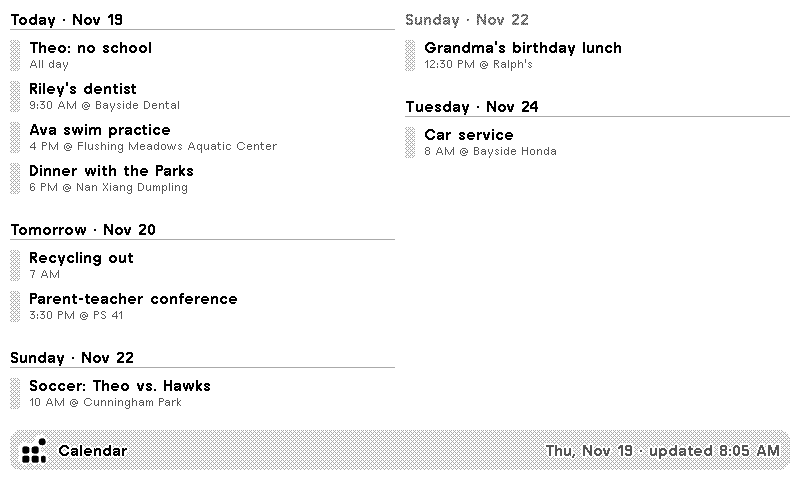 Today · Nov 19
Theo: no school
All day
Riley's dentist
9:30 AM @ Bayside Dental
Ava swim practice
4 PM @ Flushing Meadows Aquatic Center
Dinner with the Parks
6 PM @ Nan Xiang Dumpling
Tomorrow · Nov 20
Recycling out
7 AM
Parent-teacher conference
3:30 PM @ PS 41
Sunday · Nov 22
Soccer: Theo vs. Hawks
10 AM @ Cunningham Park
Sunday · Nov 22
Grandma's birthday lunch
12:30 PM @ Ralph's
Tuesday · Nov 24
Car service
8 AM @ Bayside Honda
Calendar
Thu, Nov 19 · updated 8:05 AM